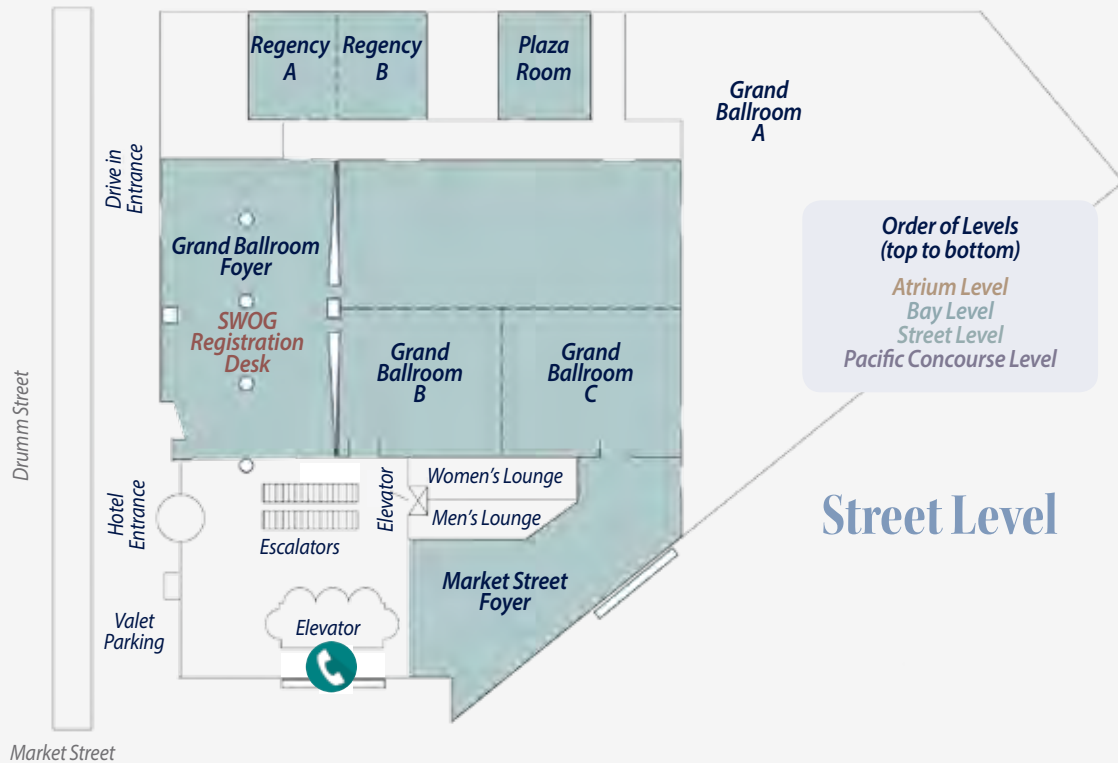 Regency
A
Regency
B
Plaza
Room
Grand
Ballroom
A
Drive in
Entrance
Grand Ballroom
Foyer
SWOG
Registration
Desk
Grand
Ballroom
B
Grand
Ballroom
C
Order of Levels
(top to bottom)
Atrium Level
Bay Level
Street Level
Pacific Concourse Level
Drumm Street
Hotel
Entrance
Escalators
Elevator
Women's Lounge
Men's Lounge
Street Level
Market Street
Foyer
Valet
Parking
Elevator
Market Street